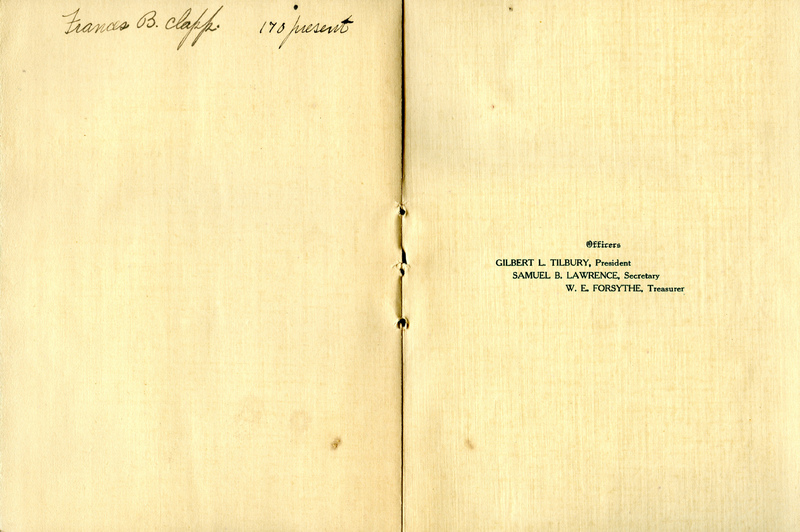 Frances B. Clapp. 170 present
Officers
GILBERT L. TILBURY, President
SAMUEL B. LAWRENCE, Secretary
W. E. FORSYTHE, Treasurer